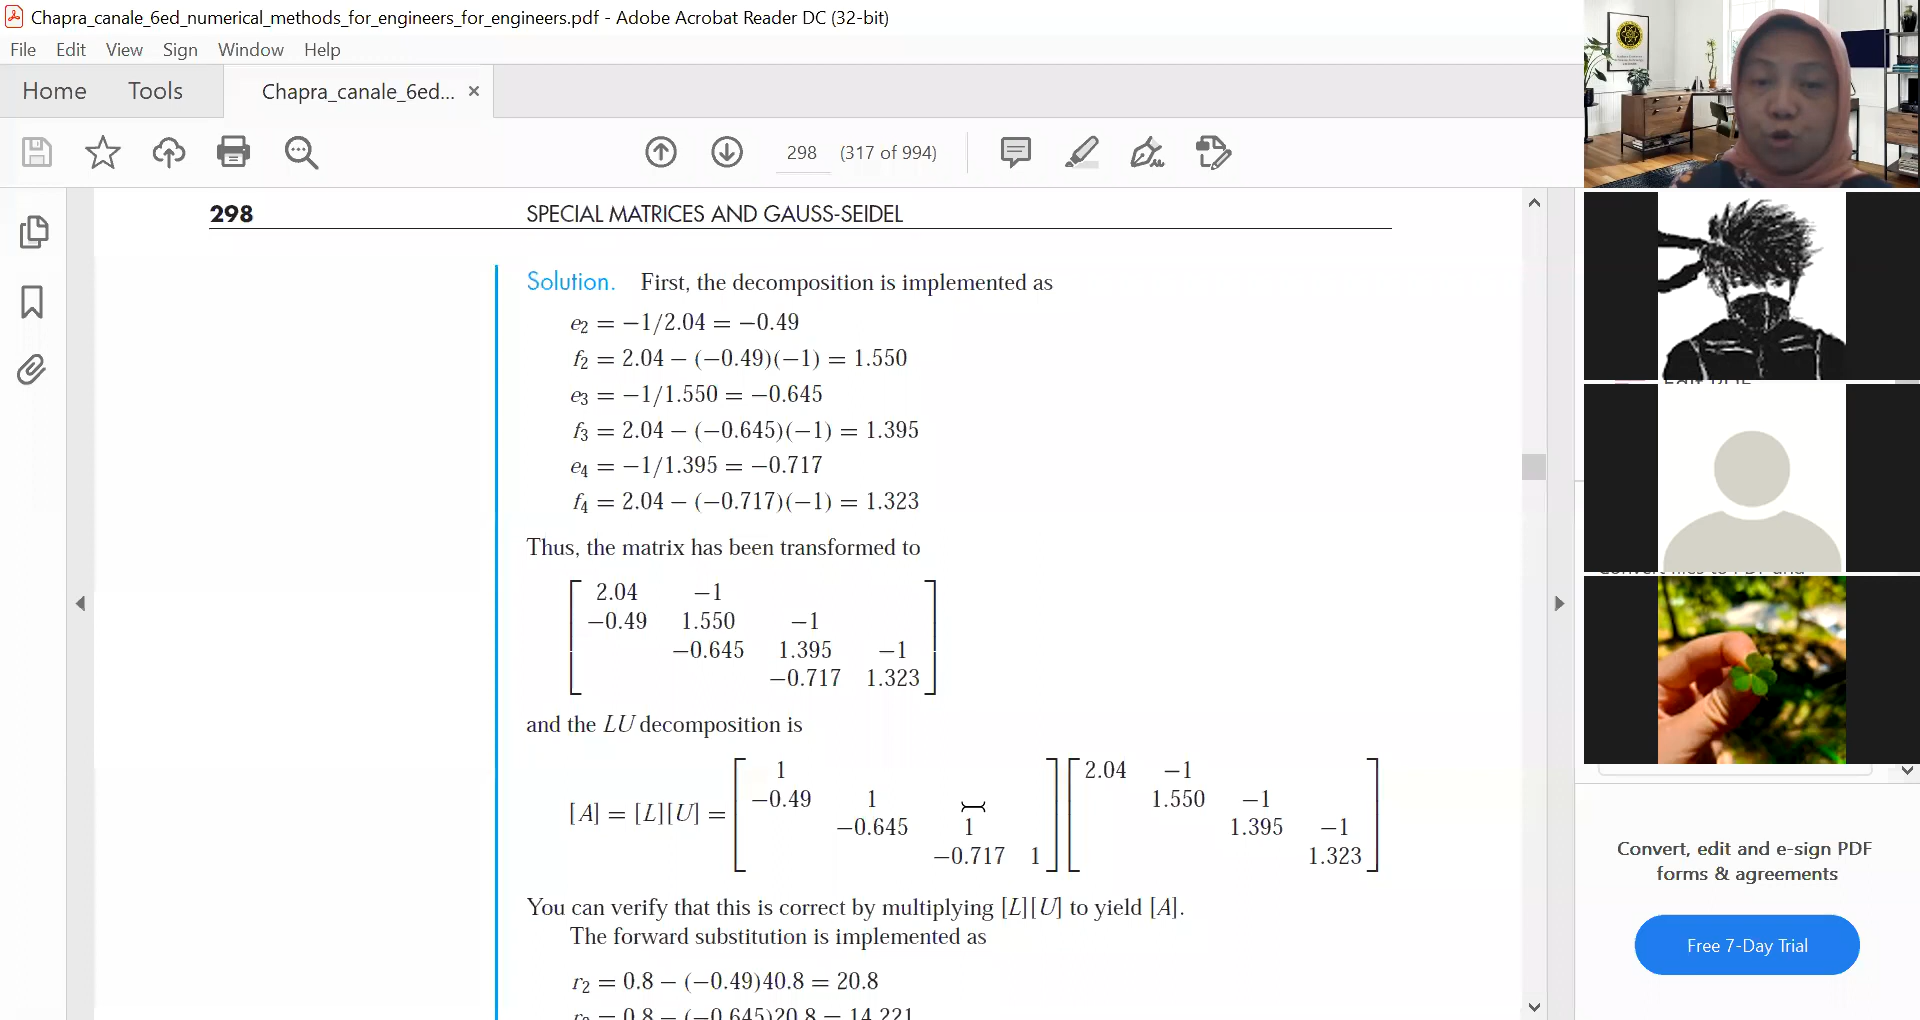 Chapra_canale_6ed_numerical_methods_for_engineers_for_engineers.pdf - Adobe Acrobat Reader DC (32-bit)
File Edit View Sign Window Help
Home Tools Chapra_canale_6ed... ×
298 (317 of 994)
298 SPECIAL MATRICES AND GAUSS-SEIDEL
Solution. First, the decomposition is implemented as
e₂ = −1/2.04 = −0.49
f₂ = 2.04 − (−0.49)(−1) = 1.550
e₃ = −1/1.550 = −0.645
f₃ = 2.04 − (−0.645)(−1) = 1.395
e₄ = −1/1.395 = −0.717
f₄ = 2.04 − (−0.717)(−1) = 1.323
Thus, the matrix has been transformed to
2.04 −1
−0.49 1.550 −1
−0.645 1.395 −1
−0.717 1.323
and the LU decomposition is
1 2.04 −1
−0.49 1 1.550 −1
[A] = [L][U] =
−0.645 1 1.395 −1
−0.717 1 1.323
You can verify that this is correct by multiplying [L][U] to yield [A].
The forward substitution is implemented as
r₂ = 0.8 − (−0.49)40.8 = 20.8
= 0.8 − (−0.645)20.8 = 14.221
Convert, edit and e-sign PDF
forms & agreements
Free 7-Day Trial